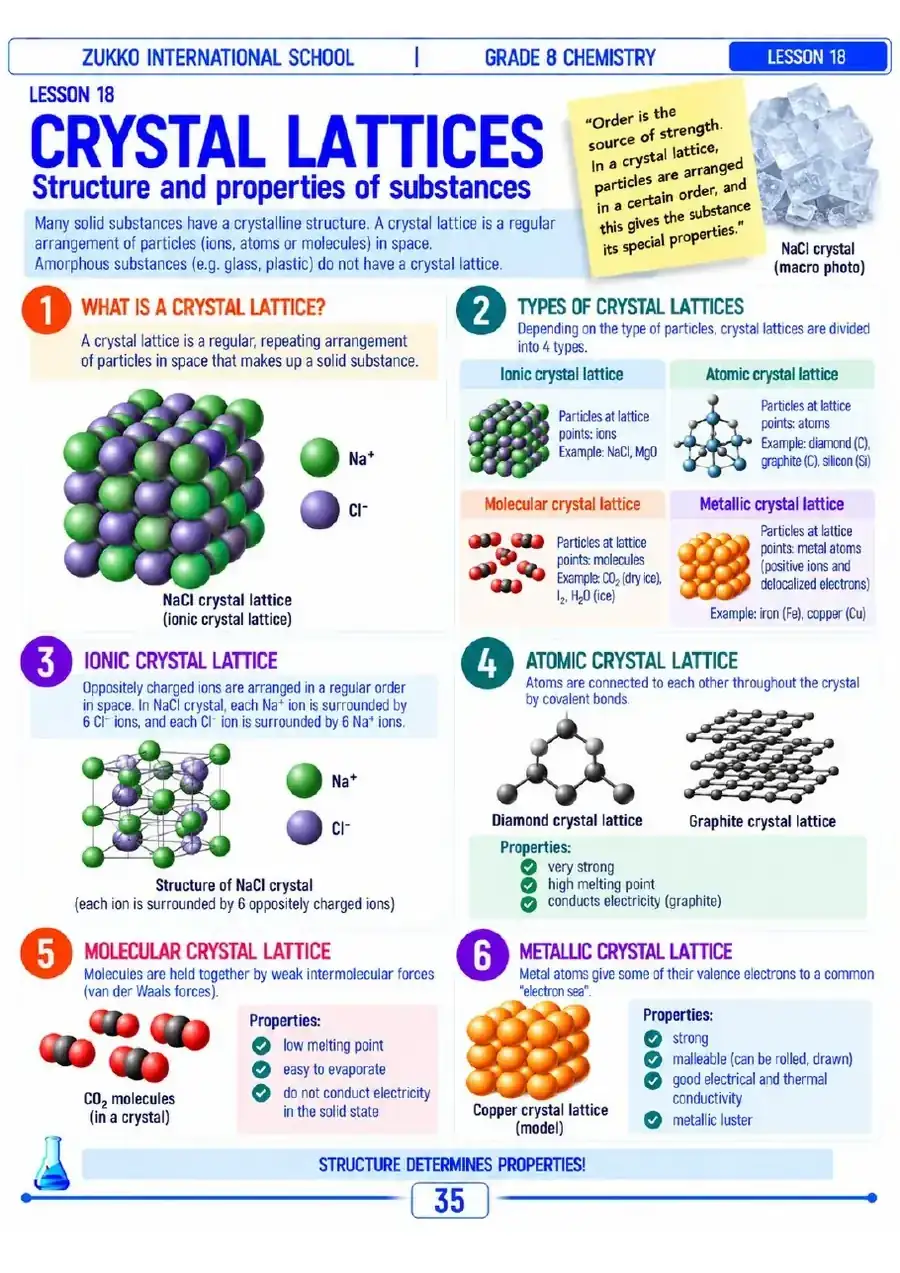 ZUKKO INTERNATIONAL SCHOOL | GRADE 8 CHEMISTRY LESSON 18
LESSON 18
CRYSTAL LATTICES
Structure and properties of substances
Many solid substances have a crystalline structure. A crystal lattice is a regular
arrangement of particles (ions, atoms or molecules) in space.
Amorphous substances (e.g. glass, plastic) do not have a crystal lattice.
“Order is the
source of strength.
In a crystal lattice,
particles are arranged
in a certain order, and
this gives the substance
its special properties.”
NaCl crystal
(macro photo)
1 WHAT IS A CRYSTAL LATTICE?
A crystal lattice is a regular, repeating arrangement
of particles in space that makes up a solid substance.
Na⁺
Cl⁻
NaCl crystal lattice
(ionic crystal lattice)
2 TYPES OF CRYSTAL LATTICES
Depending on the type of particles, crystal lattices are divided
into 4 types.
Ionic crystal lattice
Particles at lattice
points: ions
Example: NaCl, MgO
Atomic crystal lattice
Particles at lattice
points: atoms
Example: diamond (C),
graphite (C), silicon (Si)
Molecular crystal lattice
Particles at lattice
points: molecules
Example: CO₂ (dry ice),
I₂, H₂O (ice)
Metallic crystal lattice
Particles at lattice
points: metal atoms
(positive ions and
delocalized electrons)
Example: iron (Fe), copper (Cu)
3 IONIC CRYSTAL LATTICE
Oppositely charged ions are arranged in a regular order
in space. In NaCl crystal, each Na⁺ ion is surrounded by
6 Cl⁻ ions, and each Cl⁻ ion is surrounded by 6 Na⁺ ions.
Na⁺
Cl⁻
Structure of NaCl crystal
(each ion is surrounded by 6 oppositely charged ions)
4 ATOMIC CRYSTAL LATTICE
Atoms are connected to each other throughout the crystal
by covalent bonds.
Diamond crystal lattice
Graphite crystal lattice
Properties:
very strong
high melting point
conducts electricity (graphite)
5 MOLECULAR CRYSTAL LATTICE
Molecules are held together by weak intermolecular forces
(van der Waals forces).
CO₂ molecules
(in a crystal)
Properties:
low melting point
easy to evaporate
do not conduct electricity
in the solid state
6 METALLIC CRYSTAL LATTICE
Metal atoms give some of their valence electrons to a common
“electron sea”.
Copper crystal lattice
(model)
Properties:
strong
malleable (can be rolled, drawn)
good electrical and thermal
conductivity
metallic luster
STRUCTURE DETERMINES PROPERTIES!
35